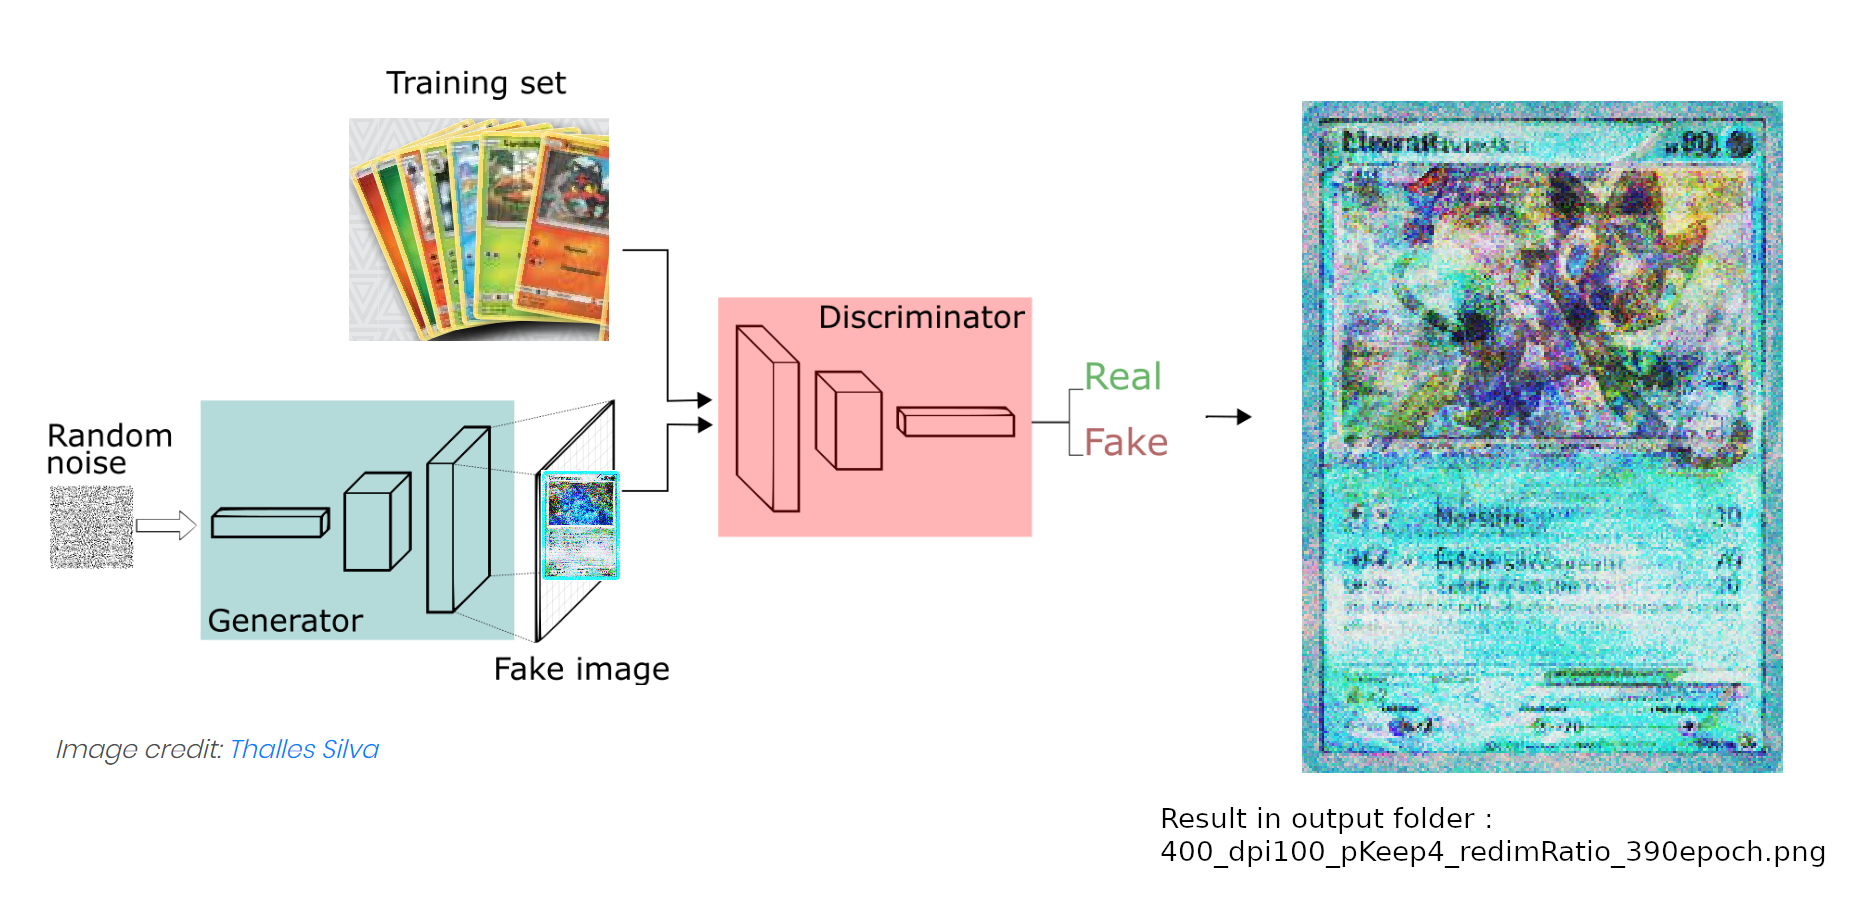 Training set
Discriminator
Real
Fake
Random
noise
Generator
Fake image
Image credit: Thalles Silva
Result in output folder :
400_dpi100_pKeep4_redimRatio_390epoch.png